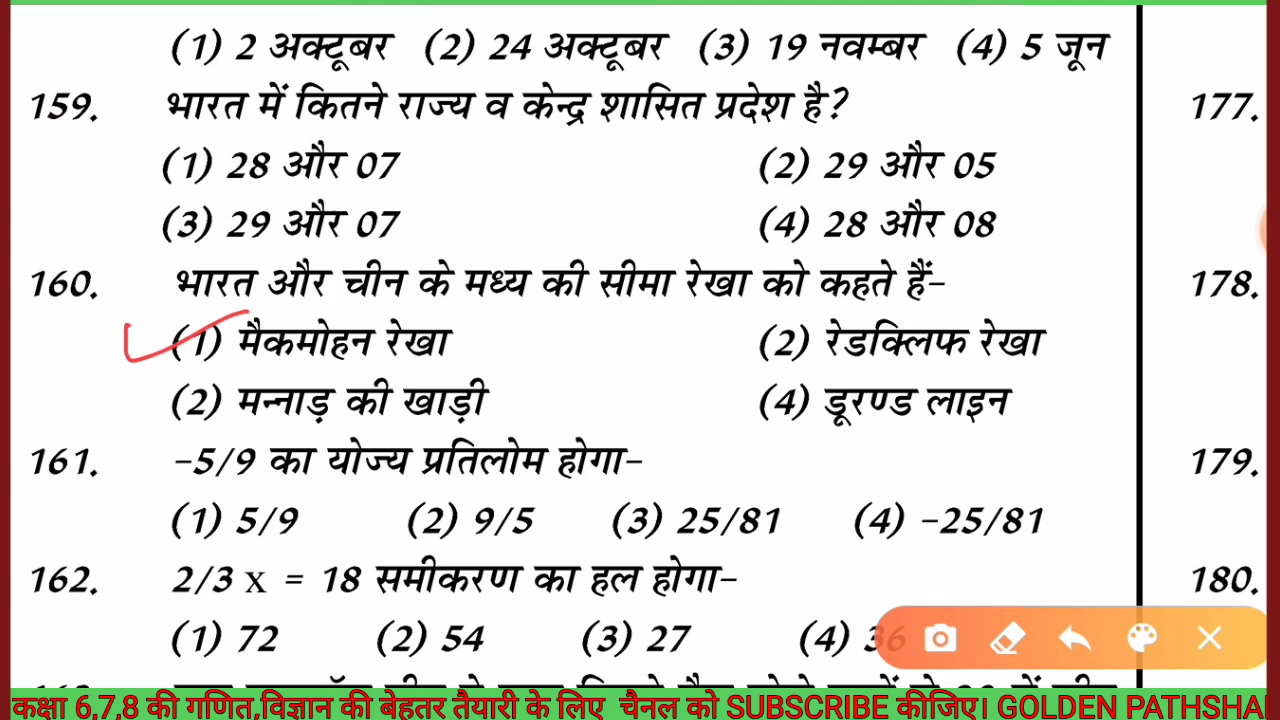 (1) 2 अक्टूबर (2) 24 अक्टूबर (3) 19 नवम्बर (4) 5 जून
159. भारत में कितने राज्य व केन्द्र शासित प्रदेश है?
(1) 28 और 07 (2) 29 और 05
(3) 29 और 07 (4) 28 और 08
160. भारत और चीन के मध्य की सीमा रेखा को कहते हैं-
(1) मैकमोहन रेखा (2) रेडक्लिफ रेखा
(2) मन्नाड़ की खाड़ी (4) डूरण्ड लाइन
161. -5/9 का योज्य प्रतिलोम होगा-
(1) 5/9 (2) 9/5 (3) 25/81 (4) -25/81
162. 2/3 x = 18 समीकरण का हल होगा-
(1) 72 (2) 54 (3) 27 (4) 36
177.
178.
179.
180.
कक्षा 6,7,8 की गणित,विज्ञान की बेहतर तैयारी के लिए चैनल को SUBSCRIBE कीजिए। GOLDEN PATHSHA